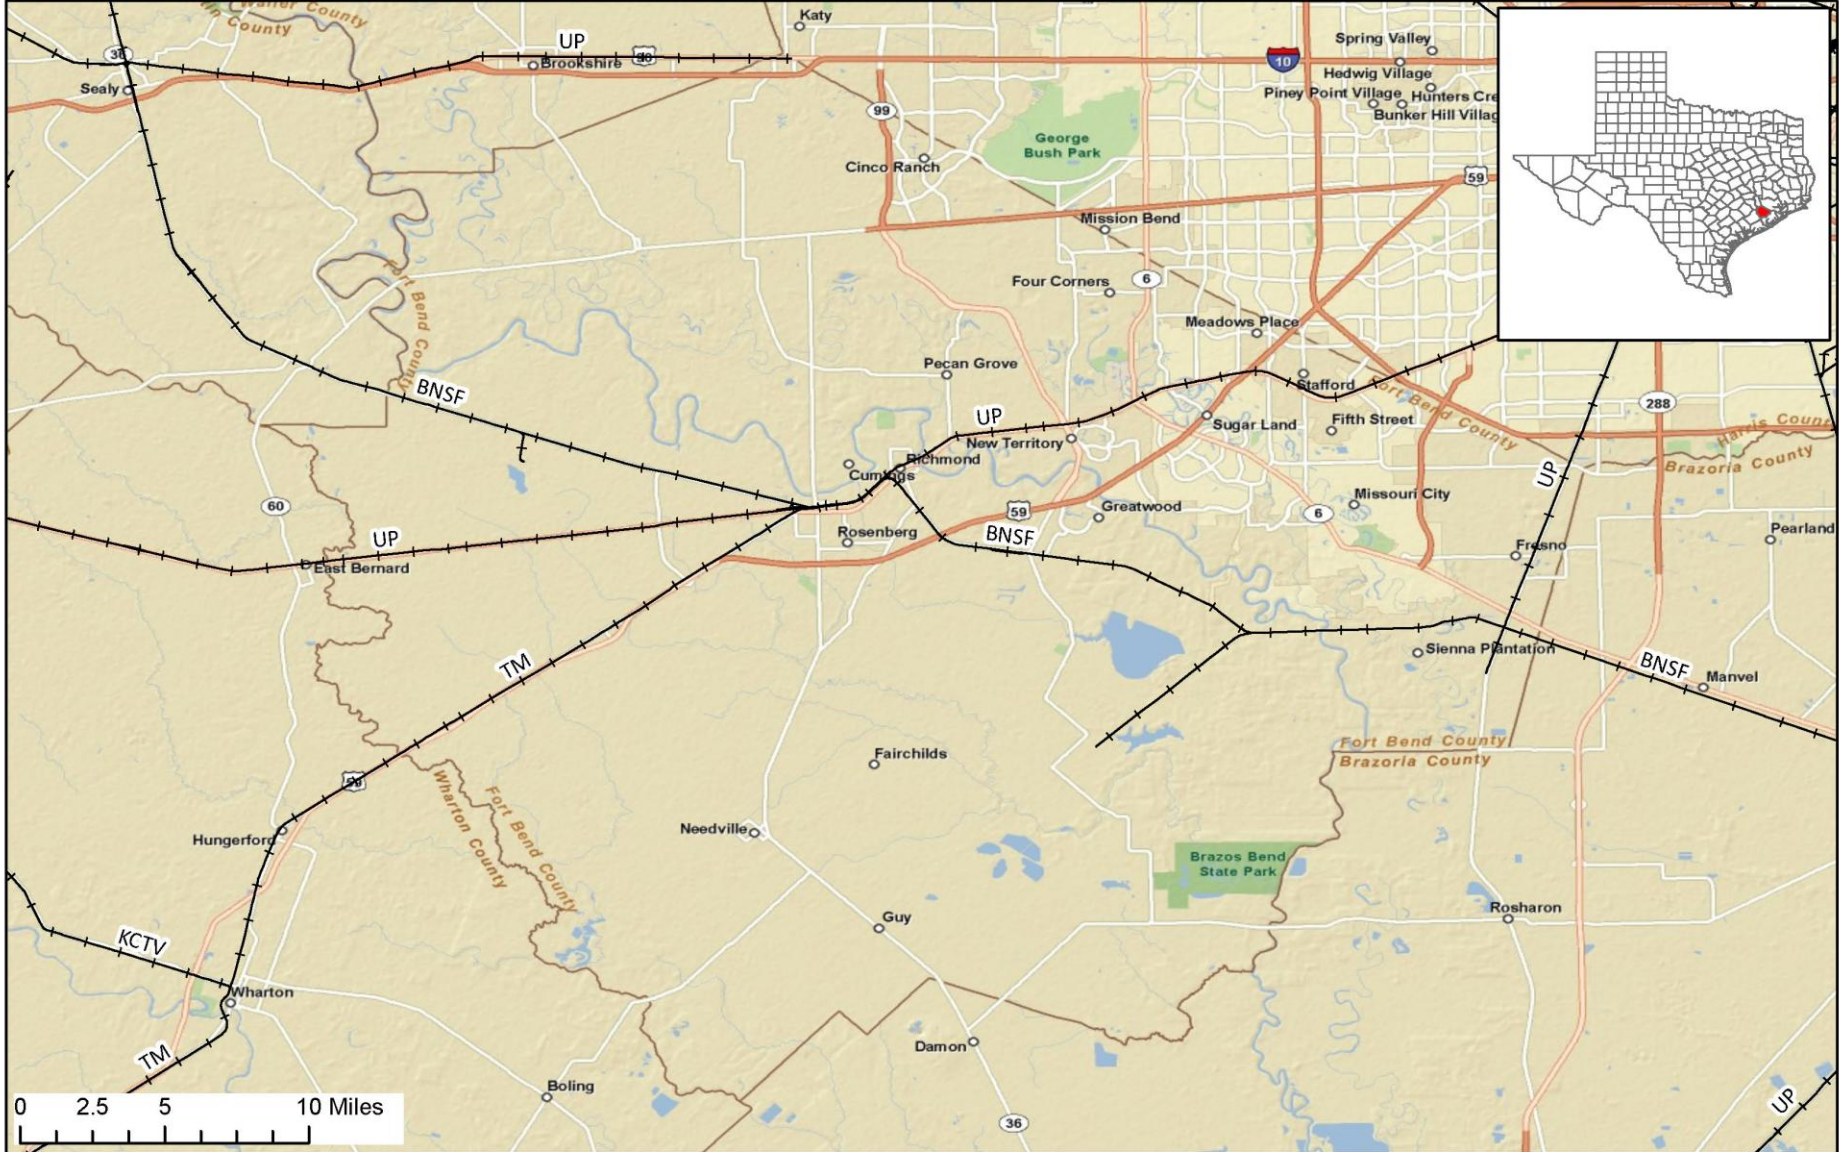 Waller County
County
Katy
36
UP
90
Brookshire
Sealy
10
Spring Valley
Hedwig Village
Piney Point Village
Hunters Cre
Bunker Hill Villag
99
George
Bush Park
Cinco Ranch
59
Mission Bend
Four Corners
6
Fort Bend County
Meadows Place
Pecan Grove
BNSF
Stafford
Fort Bend County
288
UP
New Territory
Sugar Land
Fifth Street
Harris Count
Brazoria County
Richmond
Cumings
UP
60
59
Greatwood
Missouri City
6
Pearland
UP
Rosenberg
BNSF
Fresno
East Bernard
TM
Sienna Plantation
BNSF
Manvel
Fort Bend County
Brazoria County
Fairchilds
59
Wharton County
Fort Bend County
Hungerford
Needville
Brazos Bend
State Park
Guy
Rosharon
KCTV
Wharton
Damon
TM
Boling
UP
36
0 2.5 5 10 Miles